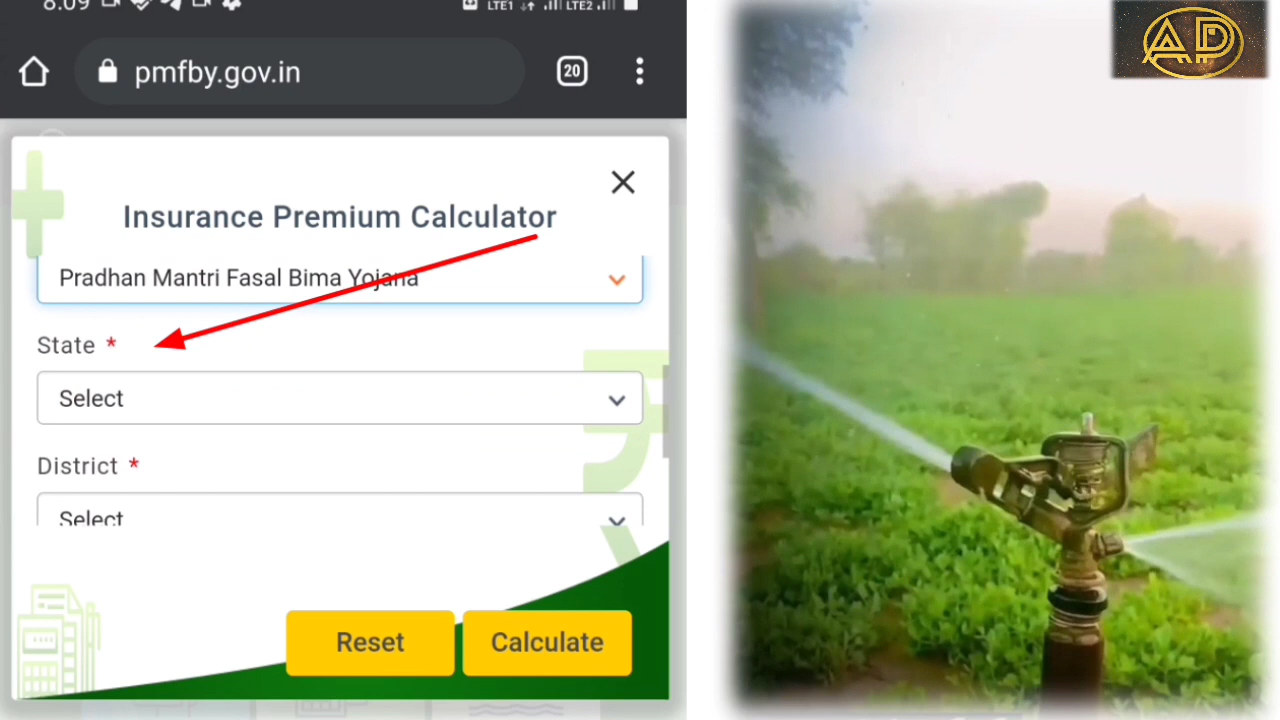 8:09 LTE1 LTE2
pmfby.gov.in
20
Insurance Premium Calculator
Pradhan Mantri Fasal Bima Yojana
State *
Select
District *
Select
Reset Calculate
AP